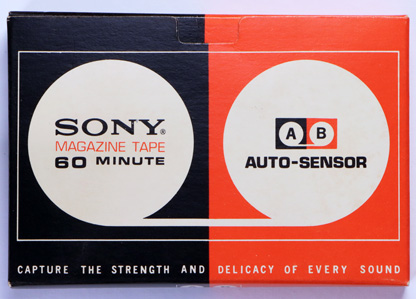 SONY®
MAGAZINE TAPE
60 MINUTE
A B
AUTO-SENSOR
CAPTURE THE STRENGTH AND DELICACY OF EVERY SOUND